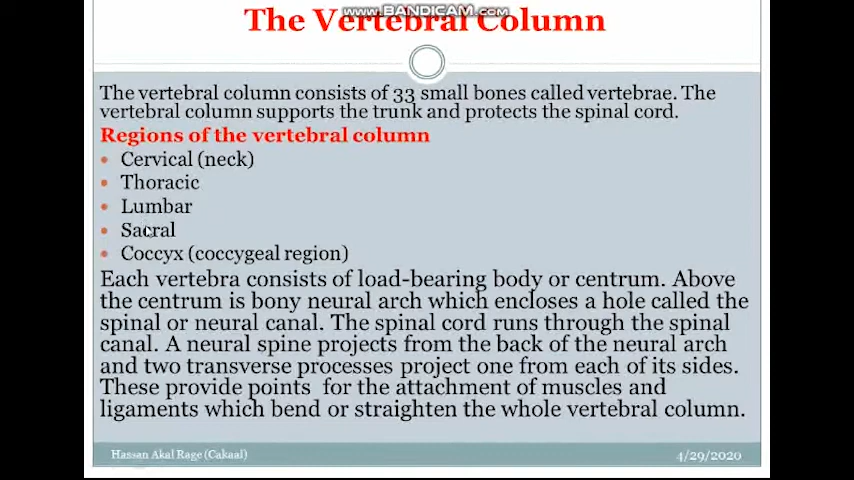 www.BANDICAM.com
The Vertebral Column
The vertebral column consists of 33 small bones called vertebrae. The
vertebral column supports the trunk and protects the spinal cord.
Regions of the vertebral column
• Cervical (neck)
• Thoracic
• Lumbar
• Sacral
• Coccyx (coccygeal region)
Each vertebra consists of load-bearing body or centrum. Above
the centrum is bony neural arch which encloses a hole called the
spinal or neural canal. The spinal cord runs through the spinal
canal. A neural spine projects from the back of the neural arch
and two transverse processes project one from each of its sides.
These provide points for the attachment of muscles and
ligaments which bend or straighten the whole vertebral column.
Hassan Akal Rage (Cakaal)
4/29/2020